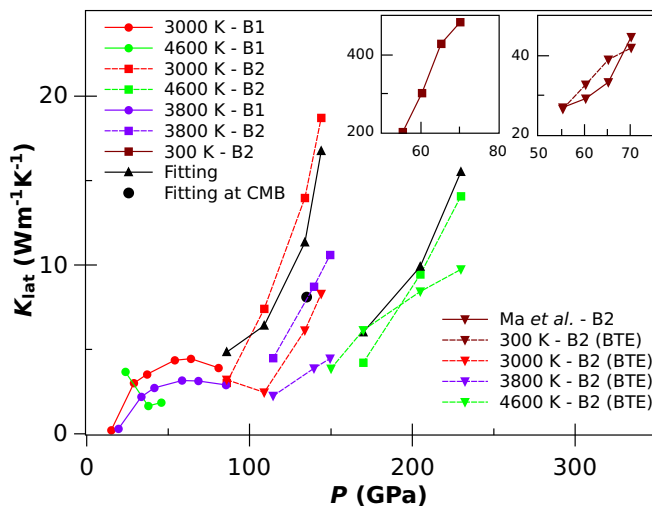 3000 K - B1
4600 K - B1
3000 K - B2
4600 K - B2
3800 K - B1
3800 K - B2
300 K - B2
Fitting
Fitting at CMB
400
200
60
80
40
20
50
60
70
Ma et al. - B2
300 K - B2 (BTE)
3000 K - B2 (BTE)
3800 K - B2 (BTE)
4600 K - B2 (BTE)
20
10
0
Klat (Wm-1K-1)
0
100
200
300
P (GPa)